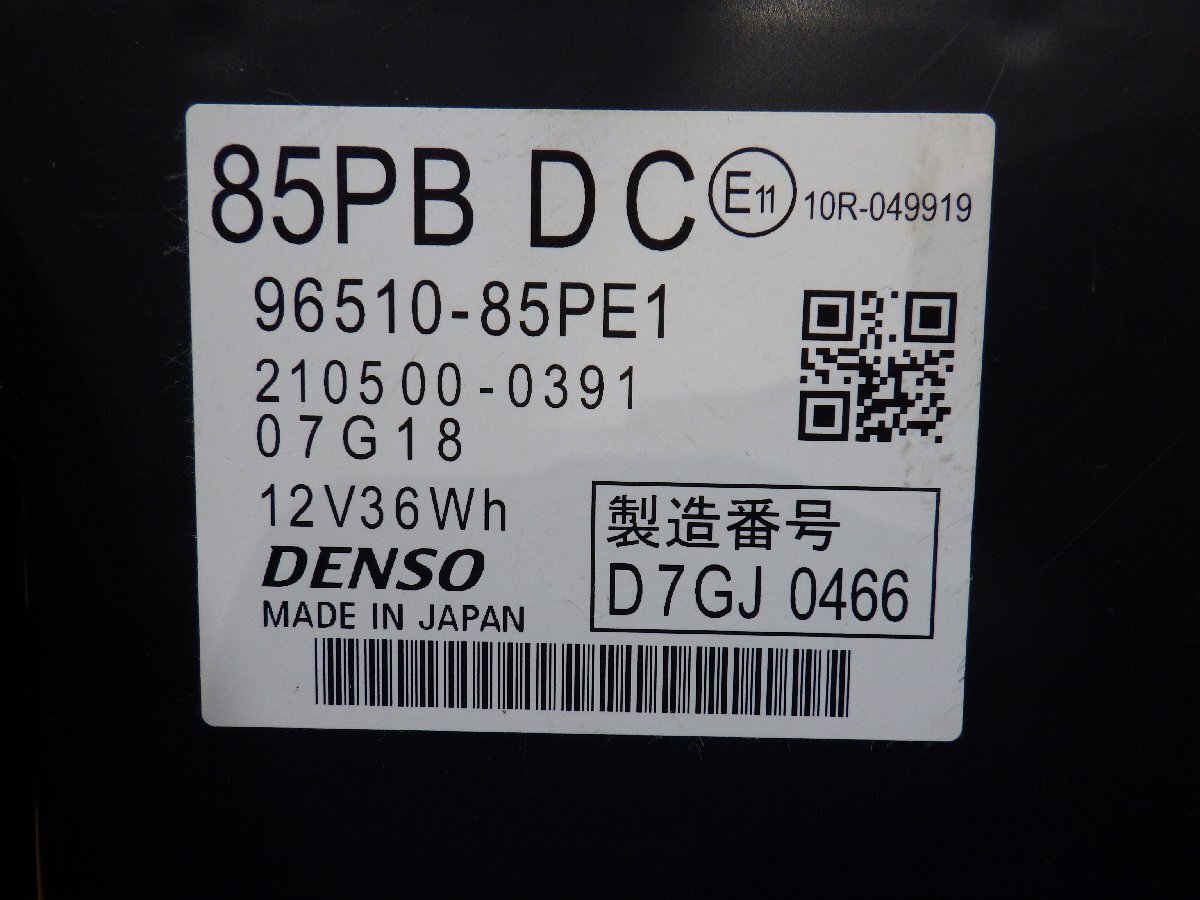 85PB DC E11 10R-049919
96510-85PE1
210500-0391
07G18
12V36Wh
DENSO
MADE IN JAPAN
製造番号
D7GJ 0466